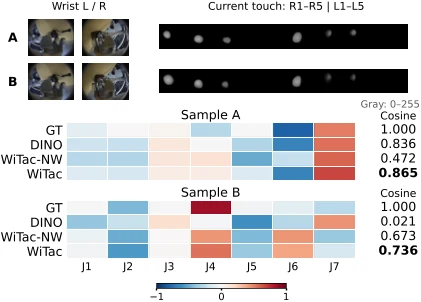 Wrist L / R Current touch: R1–R5 | L1–L5
A
B
Gray: 0–255
Sample A Cosine
GT 1.000
DINO 0.836
WiTac-NW 0.472
WiTac 0.865
Sample B Cosine
GT 1.000
DINO 0.021
WiTac-NW 0.673
WiTac 0.736
J1 J2 J3 J4 J5 J6 J7
−1 0 1